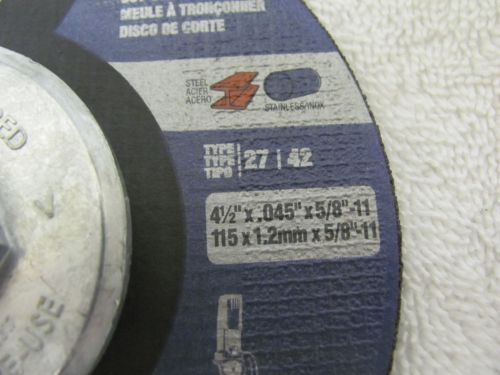 MEULE À TRONÇONNER
DISCO DE CORTE
STEEL
ACIER
ACERO
STAINLESS/INOX
TYPE
TYPE 27 | 42
TIPO
4½" x .045" x 5/8"-11
115 x 1.2mm x 5/8"-11